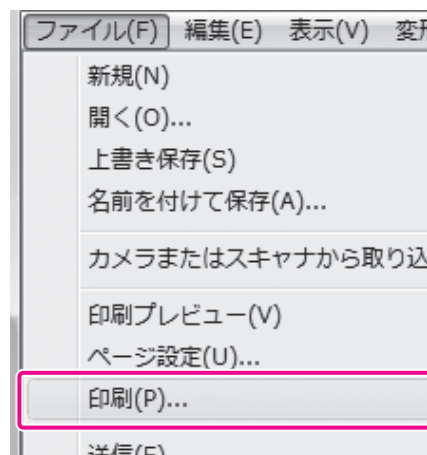 ファイル(F) 編集(E) 表示(V)
新規(N)
開く(O)...
上書き保存(S)
名前を付けて保存(A)...
カメラまたはスキャナから取り込
印刷プレビュー(V)
ページ設定(U)...
印刷(P)...